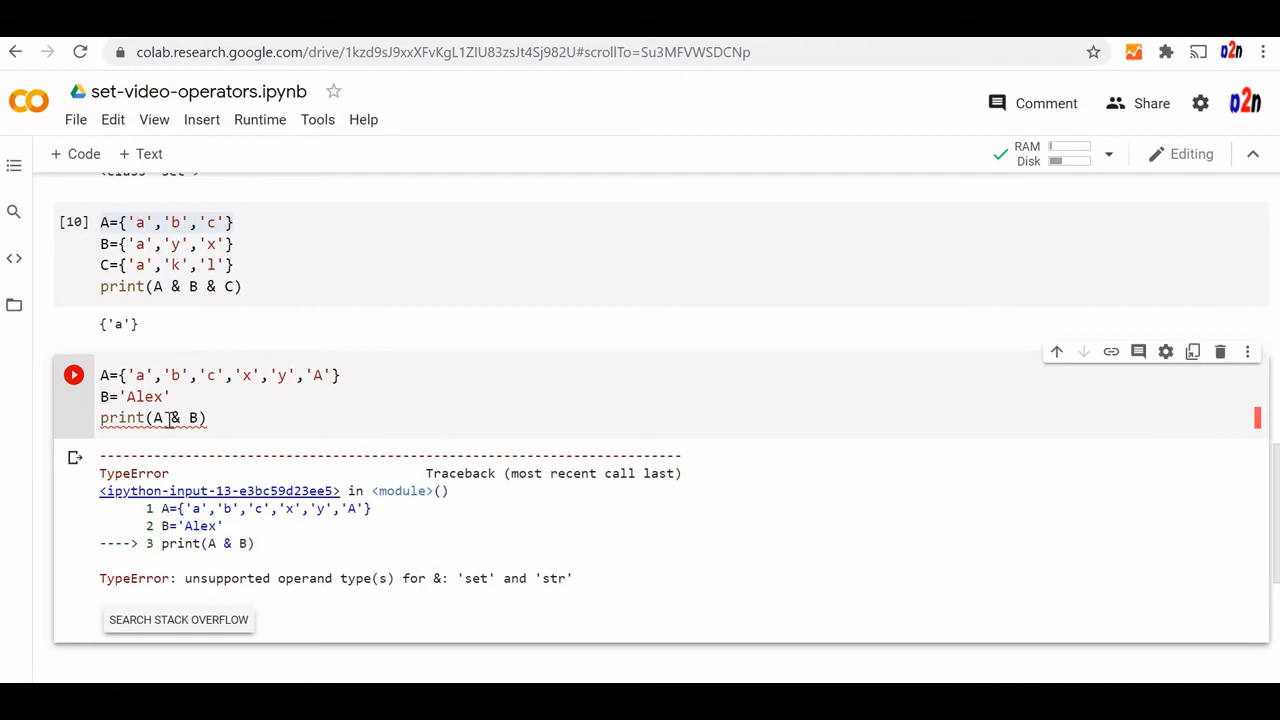 colab.research.google.com/drive/1kzd9sJ9xxXFvKgL1ZIU83zsJt4Sj982U#scrollTo=Su3MFVWSDCNp
set-video-operators.ipynb
Comment
Share
File Edit View Insert Runtime Tools Help
+ Code + Text
RAM
Disk
Editing
<class 'set'>
[10] A={'a','b','c'}
B={'a','y','x'}
C={'a','k','l'}
print(A & B & C)
{'a'}
A={'a','b','c','x','y','A'}
B='Alex'
print(A & B)
---------------------------------------------------------------------------
TypeError Traceback (most recent call last)
<ipython-input-13-e3bc59d23ee5> in <module>()
1 A={'a','b','c','x','y','A'}
2 B='Alex'
----> 3 print(A & B)
TypeError: unsupported operand type(s) for &: 'set' and 'str'
SEARCH STACK OVERFLOW